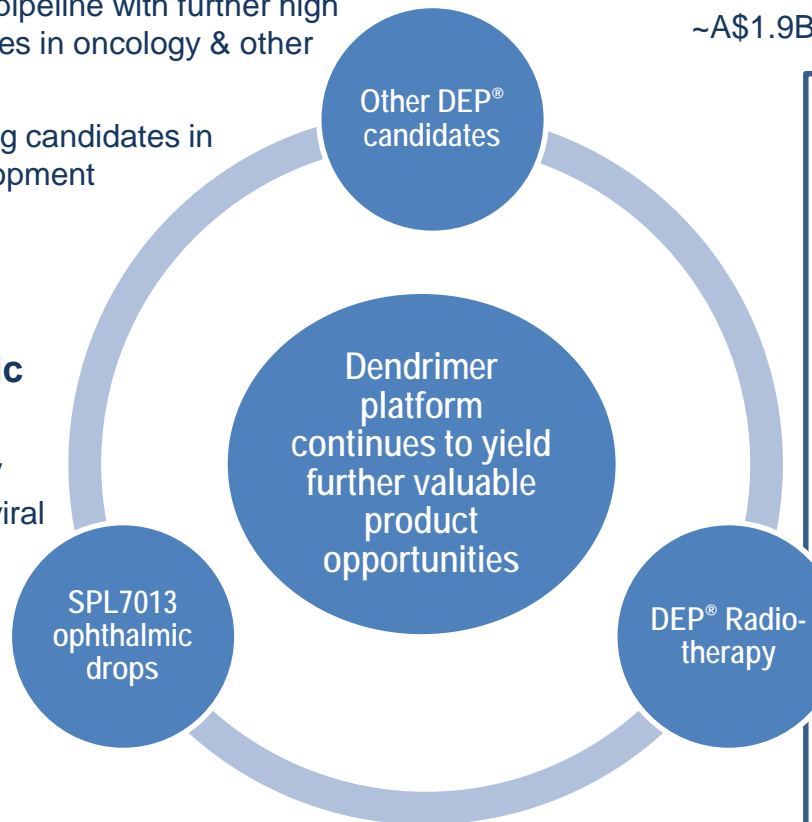 pipeline with further high
es in oncology & other
~A$1.9B
g candidates in
opment
Other DEP®
candidates
ic
viral
Dendrimer
platform
continues to yield
further valuable
product
opportunities
SPL7013
ophthalmic
drops
DEP® Radio-
therapy